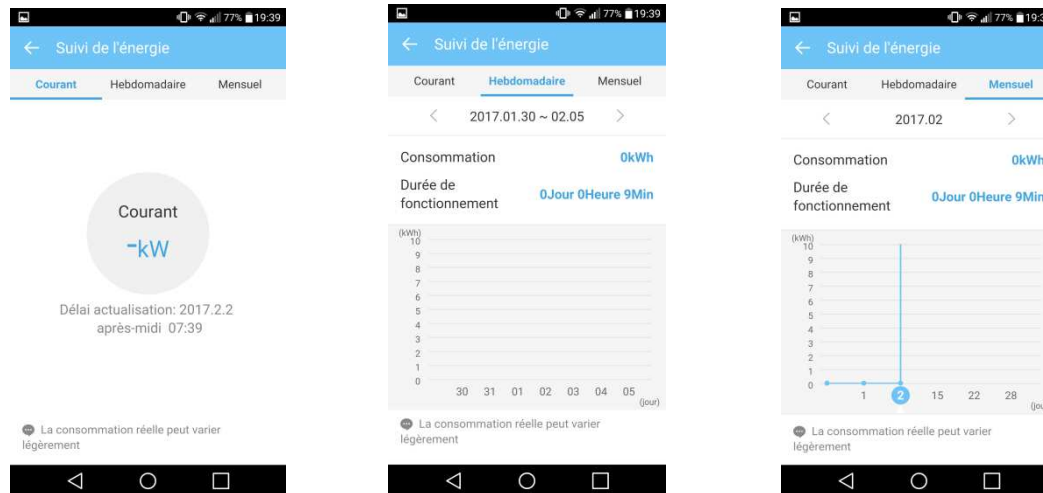 77% 19:39
Suivi de l'énergie
Courant Hebdomadaire Mensuel
Courant
-kW
Délai actualisation: 2017.2.2
après-midi 07:39
La consommation réelle peut varier
légèrement
77% 19:39
Suivi de l'énergie
Courant Hebdomadaire Mensuel
< 2017.01.30 ~ 02.05 >
Consommation 0kWh
Durée de
fonctionnement 0Jour 0Heure 9Min
(kWh)
10
9
8
7
6
5
4
3
2
1
0
30 31 01 02 03 04 05
(jour)
La consommation réelle peut varier
légèrement
77% 19:3
Suivi de l'énergie
Courant Hebdomadaire Mensuel
< 2017.02 >
Consommation 0kWh
Durée de
fonctionnement 0Jour 0Heure 9Min
(kWh)
10
9
8
7
6
5
4
3
2
1
0
1 2 15 22 28
(jou
La consommation réelle peut varier
légèrement